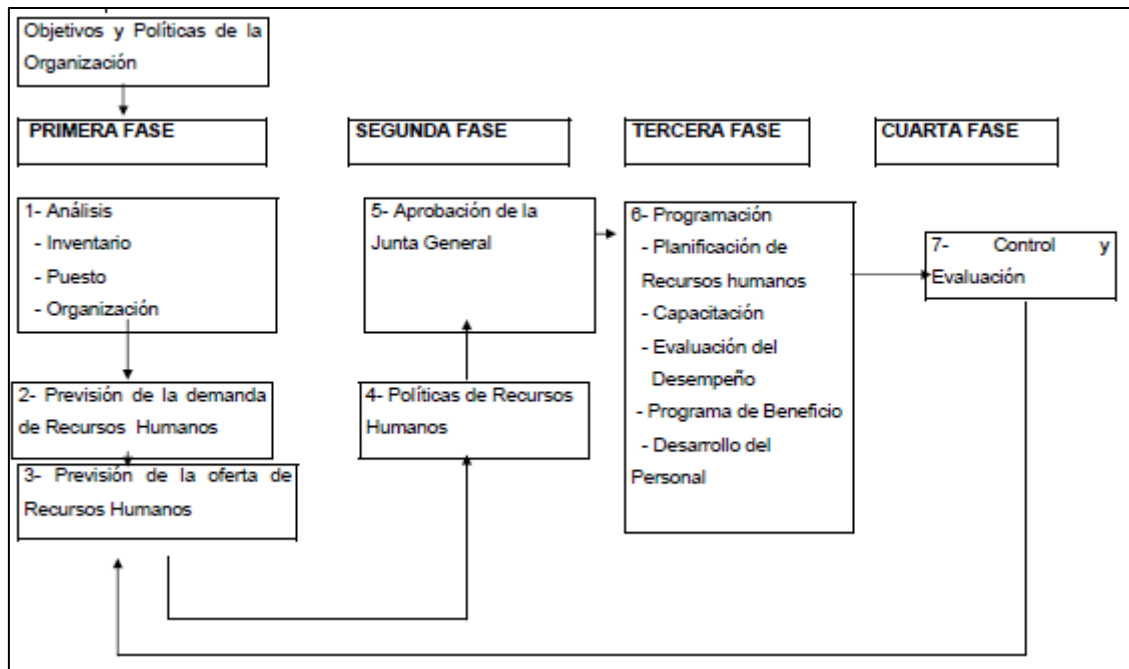 Objetivos y Políticas de la
Organización
PRIMERA FASE
SEGUNDA FASE
TERCERA FASE
CUARTA FASE
1- Análisis
- Inventario
- Puesto
- Organización
2- Previsión de la demanda
de Recursos Humanos
3- Previsión de la oferta de
Recursos Humanos
5- Aprobación de la
Junta General
4- Políticas de Recursos
Humanos
6- Programación
- Planificación de
Recursos humanos
- Capacitación
- Evaluación del
Desempeño
- Programa de Beneficio
- Desarrollo del
Personal
7- Control y
Evaluación